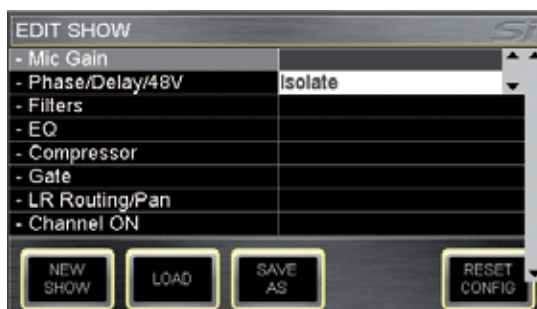 EDIT SHOW
Si
- Mic Gain
- Phase/Delay/48V Isolate
- Filters
- EQ
- Compressor
- Gate
- LR Routing/Pan
- Channel ON
NEW SHOW
LOAD
SAVE AS
RESET CONFIG